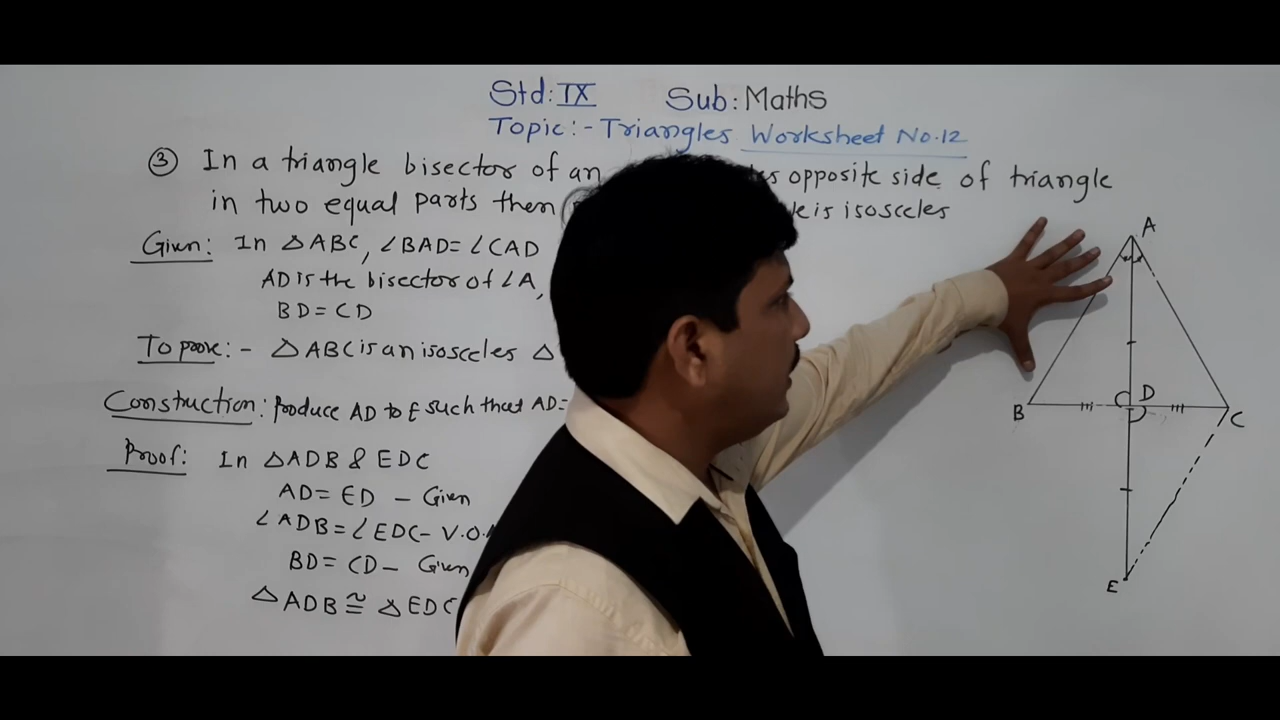 Std: IX Sub: Maths
Topic:- Triangles Worksheet No.12
③ In a triangle bisector of an opposite side of triangle
in two equal parts then is isosceles
Given: In △ABC, ∠BAD = ∠CAD
AD is the bisector of ∠A,
BD = CD
To prove:- △ABC is an isosceles △
Construction: Produce AD to E such that AD=
Proof: In △ADB & EDC
AD = ED - Given
∠ADB = ∠EDC - V.O.
BD = CD - Given
△ADB ≅ △EDC
A
B
D
C
E